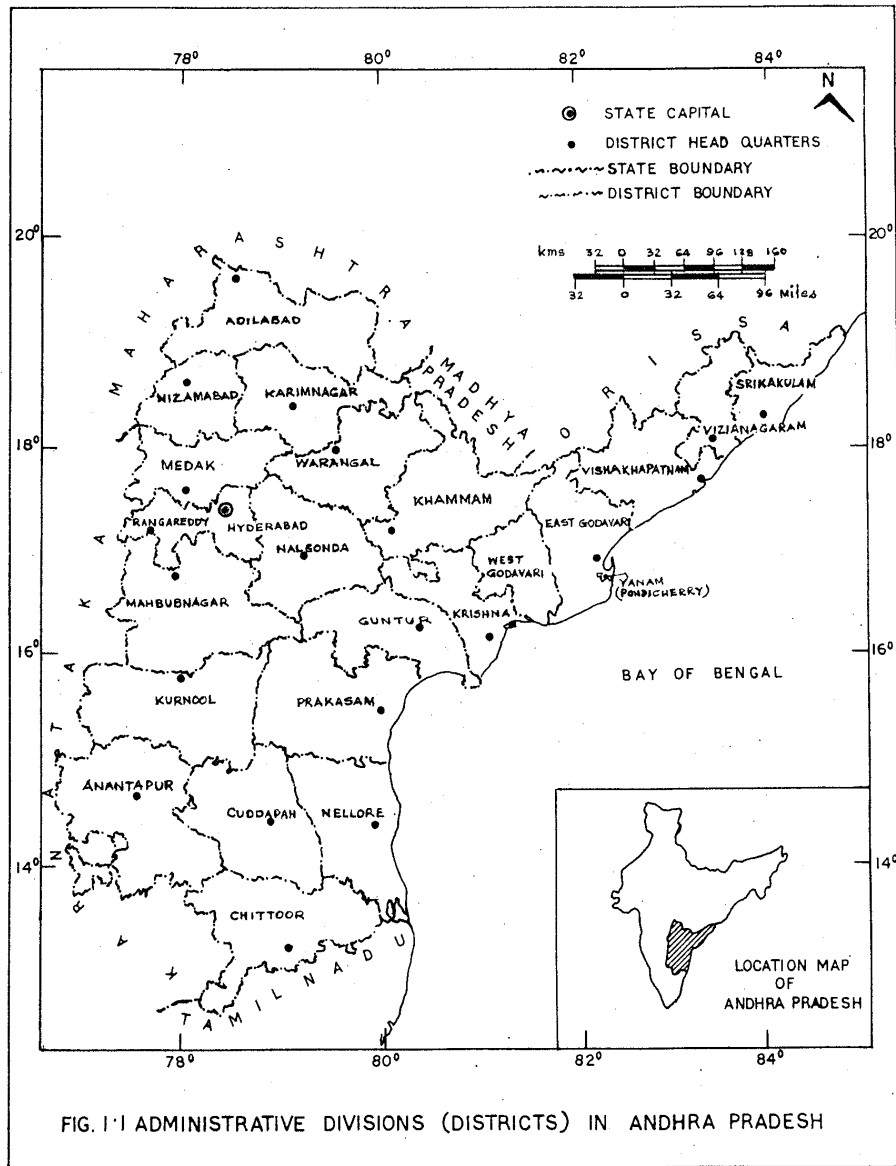 78° 80° 82° 84°
N
STATE CAPITAL
DISTRICT HEAD QUARTERS
STATE BOUNDARY
DISTRICT BOUNDARY
20° 20°
kms 32 0 32 64 96 128 160
32 0 32 64 96 Miles
MAHARASHTRA
ADILABAD
MADHYA
PRADESH
ORISSA
NIZAMABAD
KARIMNAGAR
SRIKAKULAM
VIZIANAGARAM
18° 18°
MEDAK
WARANGAL
VISHAKHAPATNAM
KHAMMAM
RANGAREDDY
HYDERABAD
EAST GODAVARI
NALGONDA
WEST
GODAVARI
YANAM
(PONDICHERRY)
MAHBUBNAGAR
GUNTUR
KRISHNA
16° 16°
BAY OF BENGAL
KURNOOL
PRAKASAM
KARNATAKA
ANANTAPUR
CUDDAPAH
NELLORE
14° 14°
CHITTOOR
TAMILNADU
LOCATION MAP
OF
ANDHRA PRADESH
78° 80° 82° 84°
FIG. 1·1 ADMINISTRATIVE DIVISIONS (DISTRICTS) IN ANDHRA PRADESH